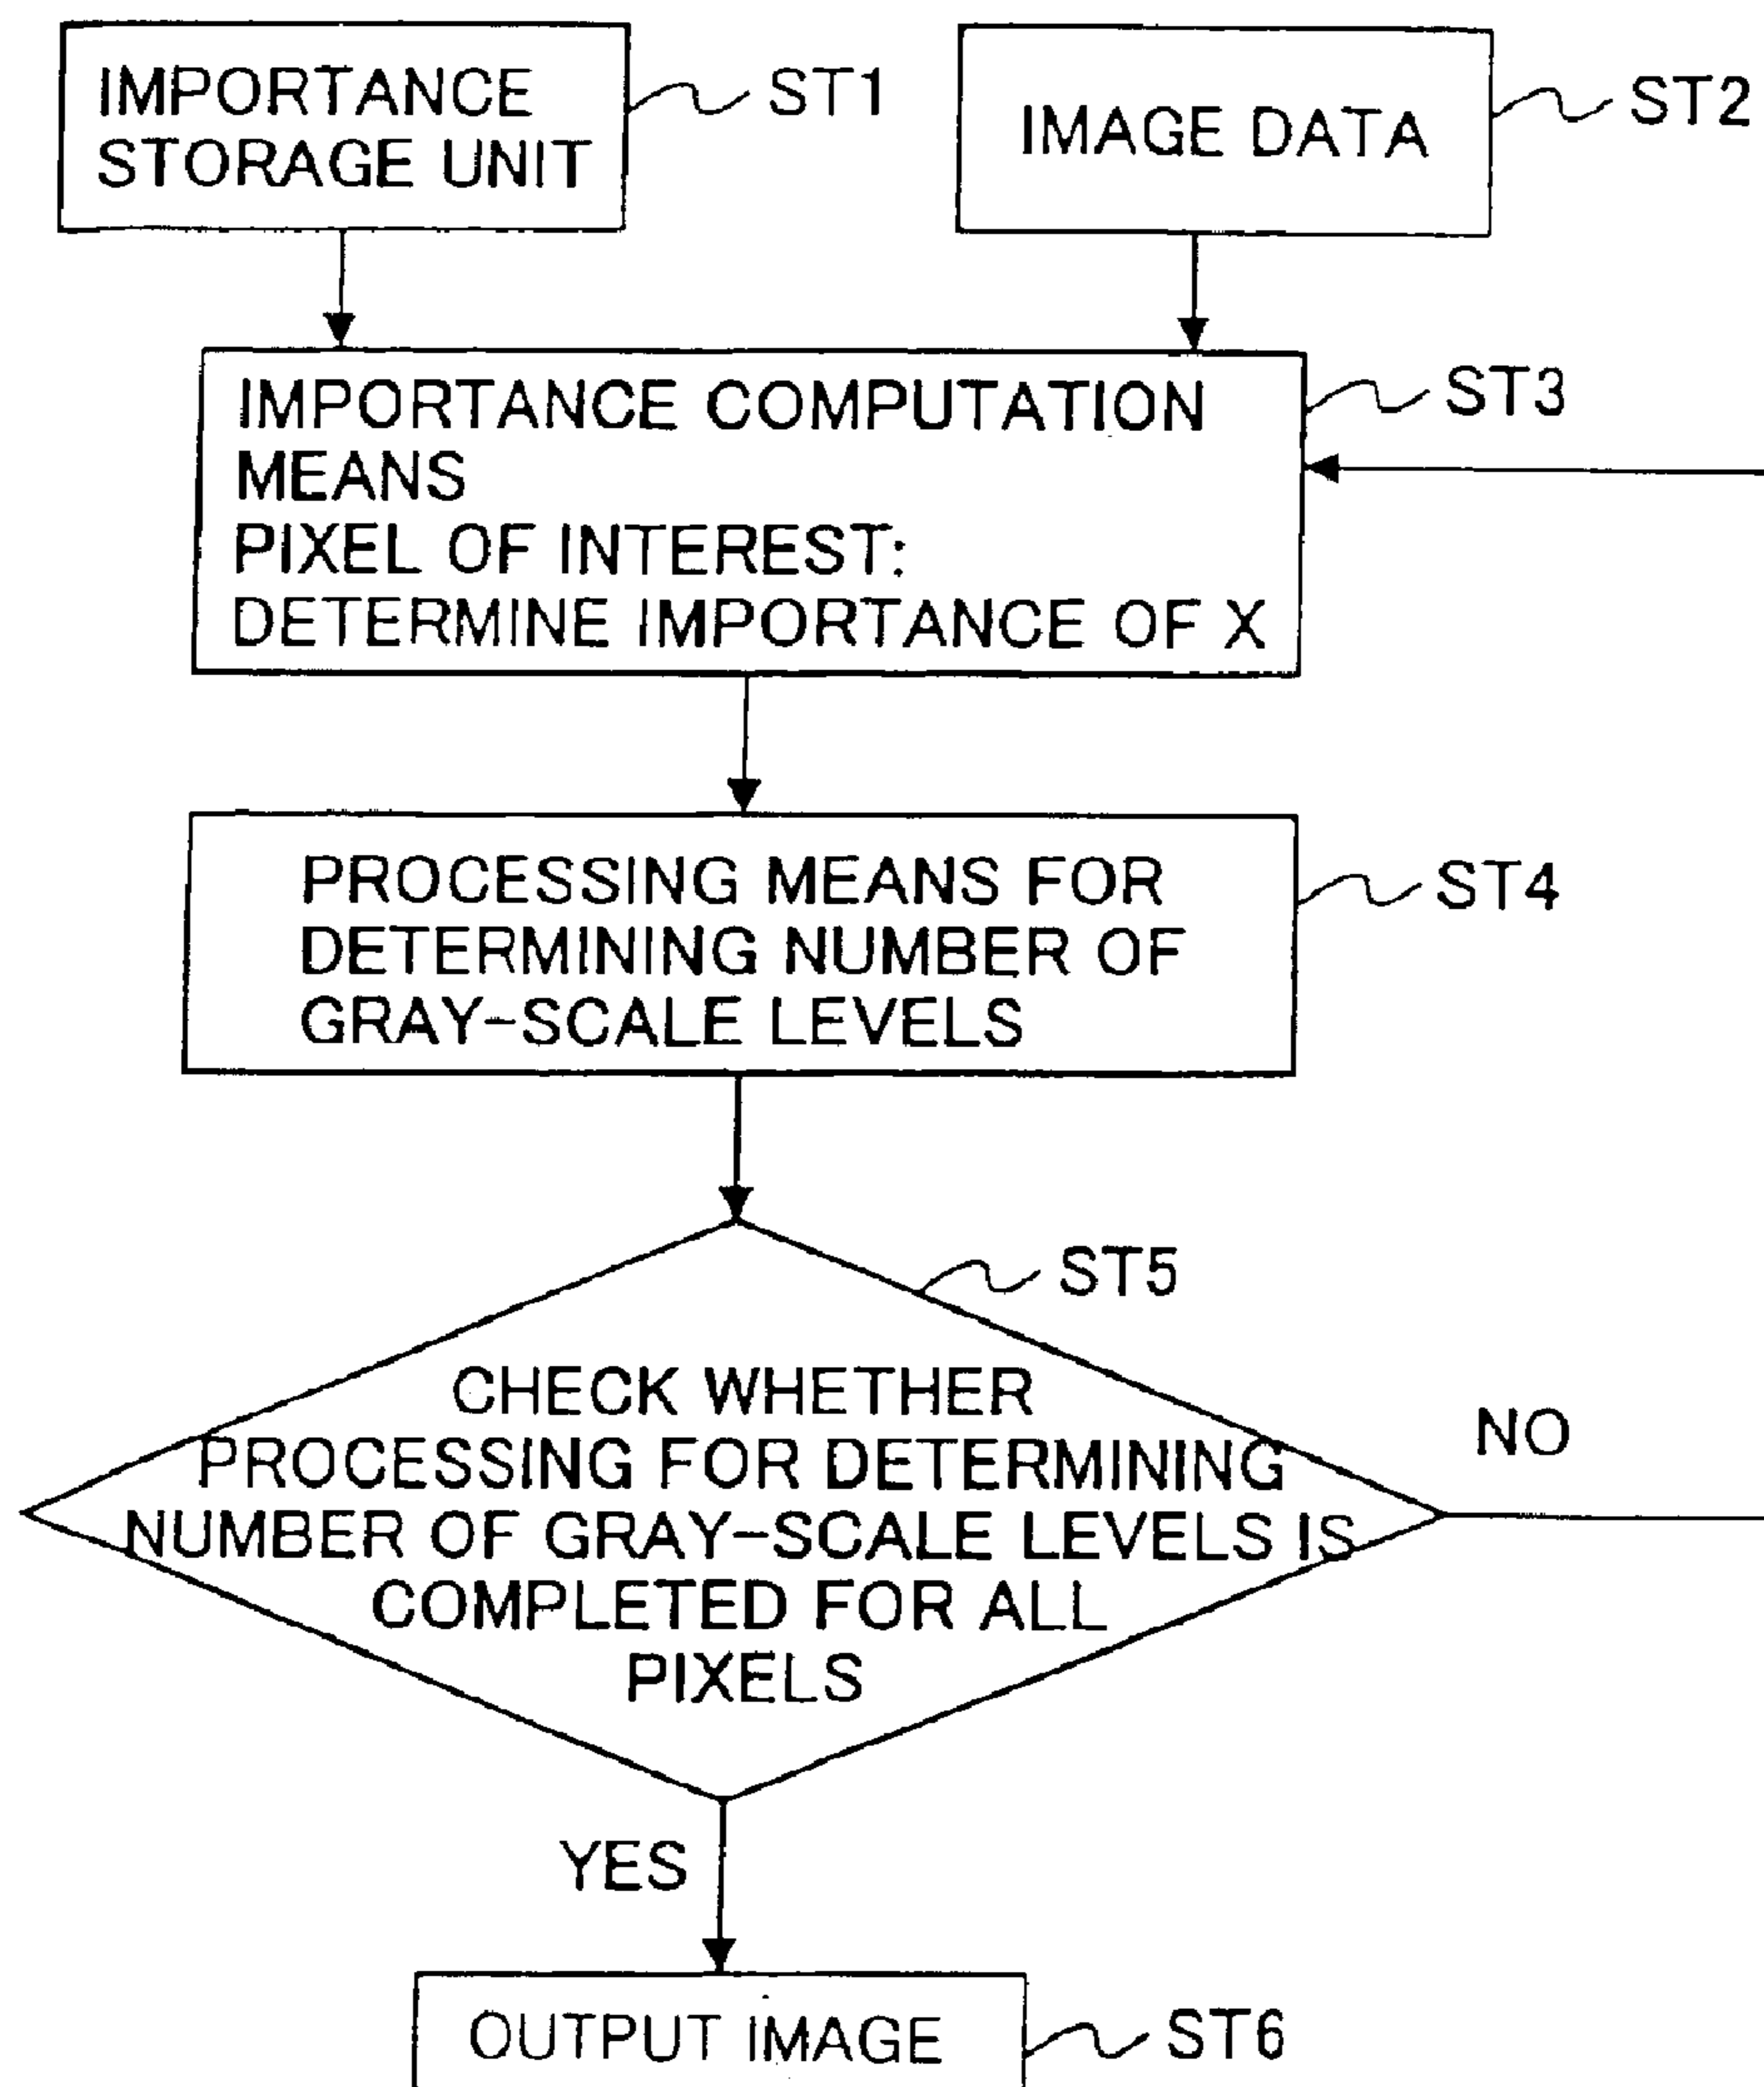 IMPORTANCE
STORAGE UNIT
ST1
IMAGE DATA
ST2
IMPORTANCE COMPUTATION
MEANS
PIXEL OF INTEREST:
DETERMINE IMPORTANCE OF X
ST3
PROCESSING MEANS FOR
DETERMINING NUMBER OF
GRAY-SCALE LEVELS
ST4
ST5
CHECK WHETHER
PROCESSING FOR DETERMINING
NUMBER OF GRAY-SCALE LEVELS IS
COMPLETED FOR ALL
PIXELS
NO
YES
OUTPUT IMAGE
ST6